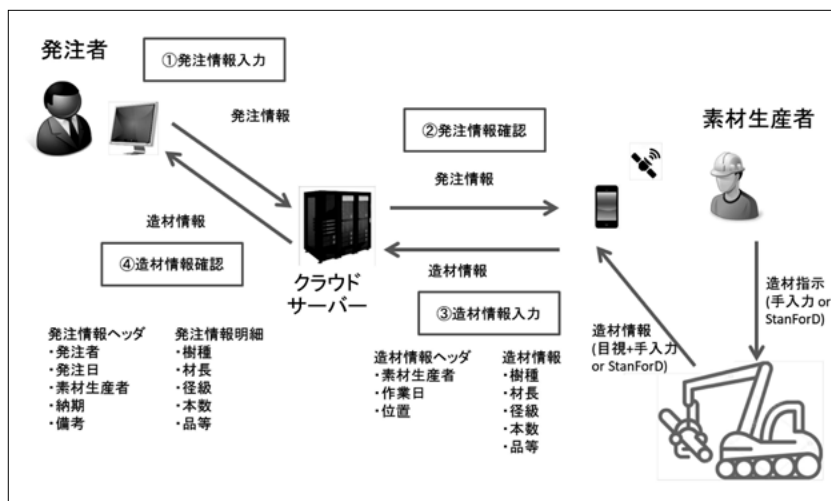 発注者
①発注情報入力
発注情報
②発注情報確認
発注情報
素材生産者
造材情報
④造材情報確認
クラウド
サーバー
造材情報
③造材情報入力
造材指示
(手入力 or
StanForD)
造材情報
(目視+手入力
or StanForD)
発注情報ヘッダ
・発注者
・発注日
・素材生産者
・納期
・備考
発注情報明細
・樹種
・材長
・径級
・本数
・品等
造材情報ヘッダ
・素材生産者
・作業日
・位置
造材情報
・樹種
・材長
・径級
・本数
・品等